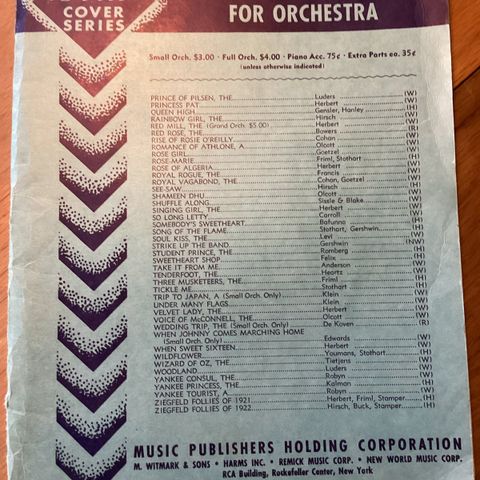 COVER
SERIES
FOR ORCHESTRA
Small Orch. $3.00 · Full Orch. $4.00 · Piano Acc. 75¢ · Extra Parts ea. 35¢
(unless otherwise indicated)
PRINCE OF PILSEN, THE Luders (W)
PRINCESS PAT Herbert (W)
QUEEN HIGH Gensler, Hanley (H)
RAINBOW GIRL, THE Hirsch (W)
RED MILL, THE (Grand Orch. $5.00) Herbert (W)
RED ROSE, THE Bowers (R)
RISE OF ROSIE O'REILLY Cohan (W)
ROMANCE OF ATHLONE, A Olcott (W)
ROSE GIRL Goetzel (W)
ROSE-MARIE Friml, Stothart (H)
ROSE OF ALGERIA Herbert (W)
ROYAL ROGUE, THE Francis (W)
ROYAL VAGABOND, THE Cohan, Goetzel (W)
SEE-SAW Hirsch (H)
SHAMEEN DHU Olcott (W)
SHUFFLE ALONG Sissle & Blake (W)
SINGING GIRL, THE Herbert (W)
SO LONG LETTY Carroll (W)
SOMEBODY'S SWEETHEART Bafunno (H)
SONG OF THE FLAME Stothart, Gershwin (H)
SOUL KISS, THE Levi (W)
STRIKE UP THE BAND Gershwin (NW)
STUDENT PRINCE, THE Romberg (H)
SWEETHEART SHOP Felix (H)
TAKE IT FROM ME Anderson (W)
TENDERFOOT, THE Heartz (W)
THREE MUSKETEERS, THE Friml (H)
TICKLE ME Stothart (H)
TRIP TO JAPAN, A (Small Orch. Only) Klein (W)
UNDER MANY FLAGS Klein (W)
VELVET LADY, THE Herbert (W)
VOICE OF McCONNELL, THE Olcott (W)
WEDDING TRIP, THE (Small Orch. Only) De Koven (R)
WHEN JOHNNY COMES MARCHING HOME
(Small Orch. Only) Edwards (W)
WHEN SWEET SIXTEEN Herbert (W)
WILDFLOWER Youmans, Stothart (H)
WIZARD OF OZ, THE Tietjens (W)
WOODLAND Luders (W)
YANKEE CONSUL, THE Robyn (W)
YANKEE PRINCESS, THE Kalman (H)
YANKEE TOURIST, A Robyn (W)
ZIEGFELD FOLLIES OF 1921 Herbert, Friml, Stamper (H)
ZIEGFELD FOLLIES OF 1922 Hirsch, Buck, Stamper (H)
MUSIC PUBLISHERS HOLDING CORPORATION
M. WITMARK & SONS · HARMS INC. · REMICK MUSIC CORP. · NEW WORLD MUSIC CORP.
RCA Building, Rockefeller Center, New York